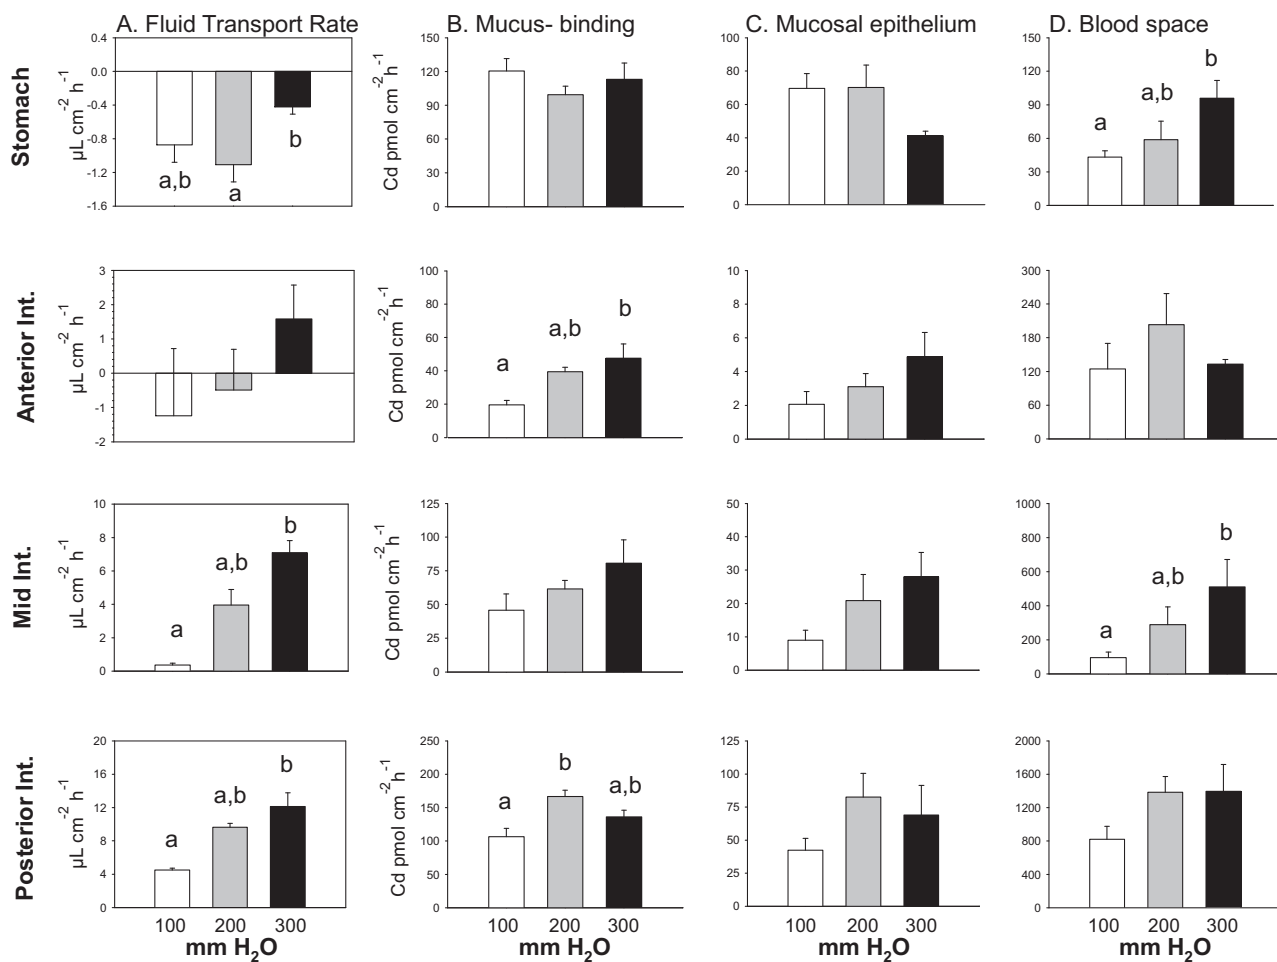 A. Fluid Transport Rate
B. Mucus- binding
C. Mucosal epithelium
D. Blood space
Stomach
µL cm⁻² h⁻¹
0.4
0.0
-0.4
-0.8
-1.2
-1.6
a,b
a
b
Cd pmol cm⁻²h⁻¹
150
120
90
60
30
0
100
80
60
40
20
0
150
120
90
60
30
0
a
a,b
b
Anterior Int.
µL cm⁻² h⁻¹
3
2
1
0
-1
-2
Cd pmol cm⁻²h⁻¹
100
80
60
40
20
0
a
a,b
b
10
8
6
4
2
0
300
240
180
120
60
0
Mid Int.
µL cm⁻² h⁻¹
10
8
6
4
2
0
a
a,b
b
Cd pmol cm⁻²h⁻¹
125
100
75
50
25
0
50
40
30
20
10
0
1000
800
600
400
200
0
a
a,b
b
Posterior Int.
µL cm⁻² h⁻¹
20
16
12
8
4
0
a
a,b
b
Cd pmol cm⁻²h⁻¹
250
200
150
100
50
0
a
b
a,b
125
100
75
50
25
0
2000
1600
1200
800
400
0
100 200 300
mm H₂O
100 200 300
mm H₂O
100 200 300
mm H₂O
100 200 300
mm H₂O